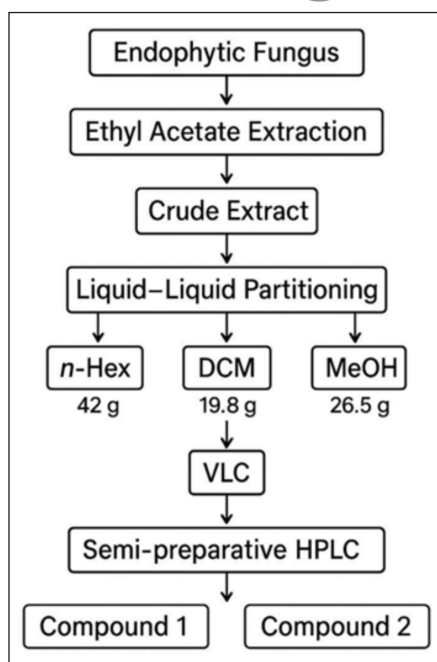 Endophytic Fungus
Ethyl Acetate Extraction
Crude Extract
Liquid–Liquid Partitioning
n-Hex DCM MeOH
42 g 19.8 g 26.5 g
VLC
Semi-preparative HPLC
Compound 1 Compound 2